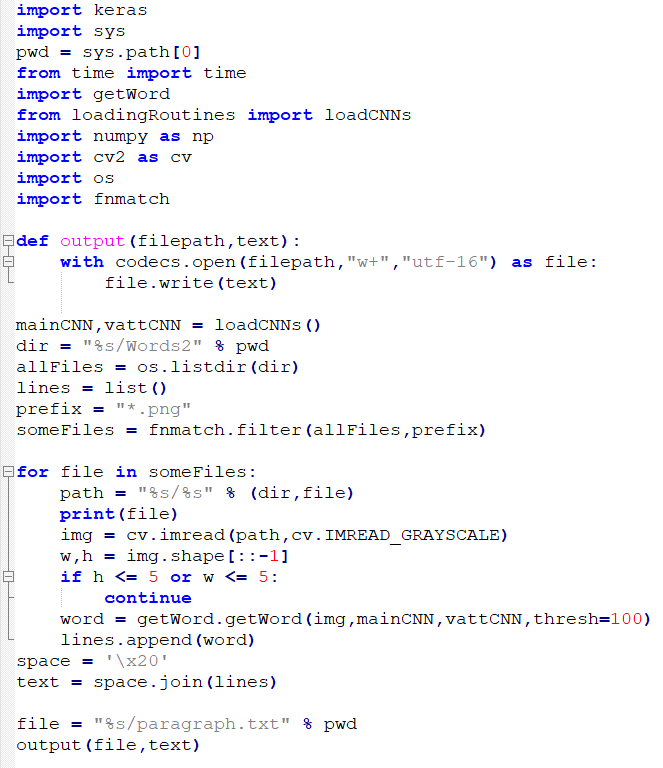 import keras
import sys
pwd = sys.path[0]
from time import time
import getWord
from loadingRoutines import loadCNNs
import numpy as np
import cv2 as cv
import os
import fnmatch

def output(filepath,text):
    with codecs.open(filepath,"w+","utf-16") as file:
        file.write(text)

mainCNN,vattCNN = loadCNNs()
dir = "%s/Words2" % pwd
allFiles = os.listdir(dir)
lines = list()
prefix = "*.png"
someFiles = fnmatch.filter(allFiles,prefix)

for file in someFiles:
    path = "%s/%s" % (dir,file)
    print(file)
    img = cv.imread(path,cv.IMREAD_GRAYSCALE)
    w,h = img.shape[::-1]
    if h <= 5 or w <= 5:
        continue
    word = getWord.getWord(img,mainCNN,vattCNN,thresh=100)
    lines.append(word)
space = '\x20'
text = space.join(lines)

file = "%s/paragraph.txt" % pwd
output(file,text)